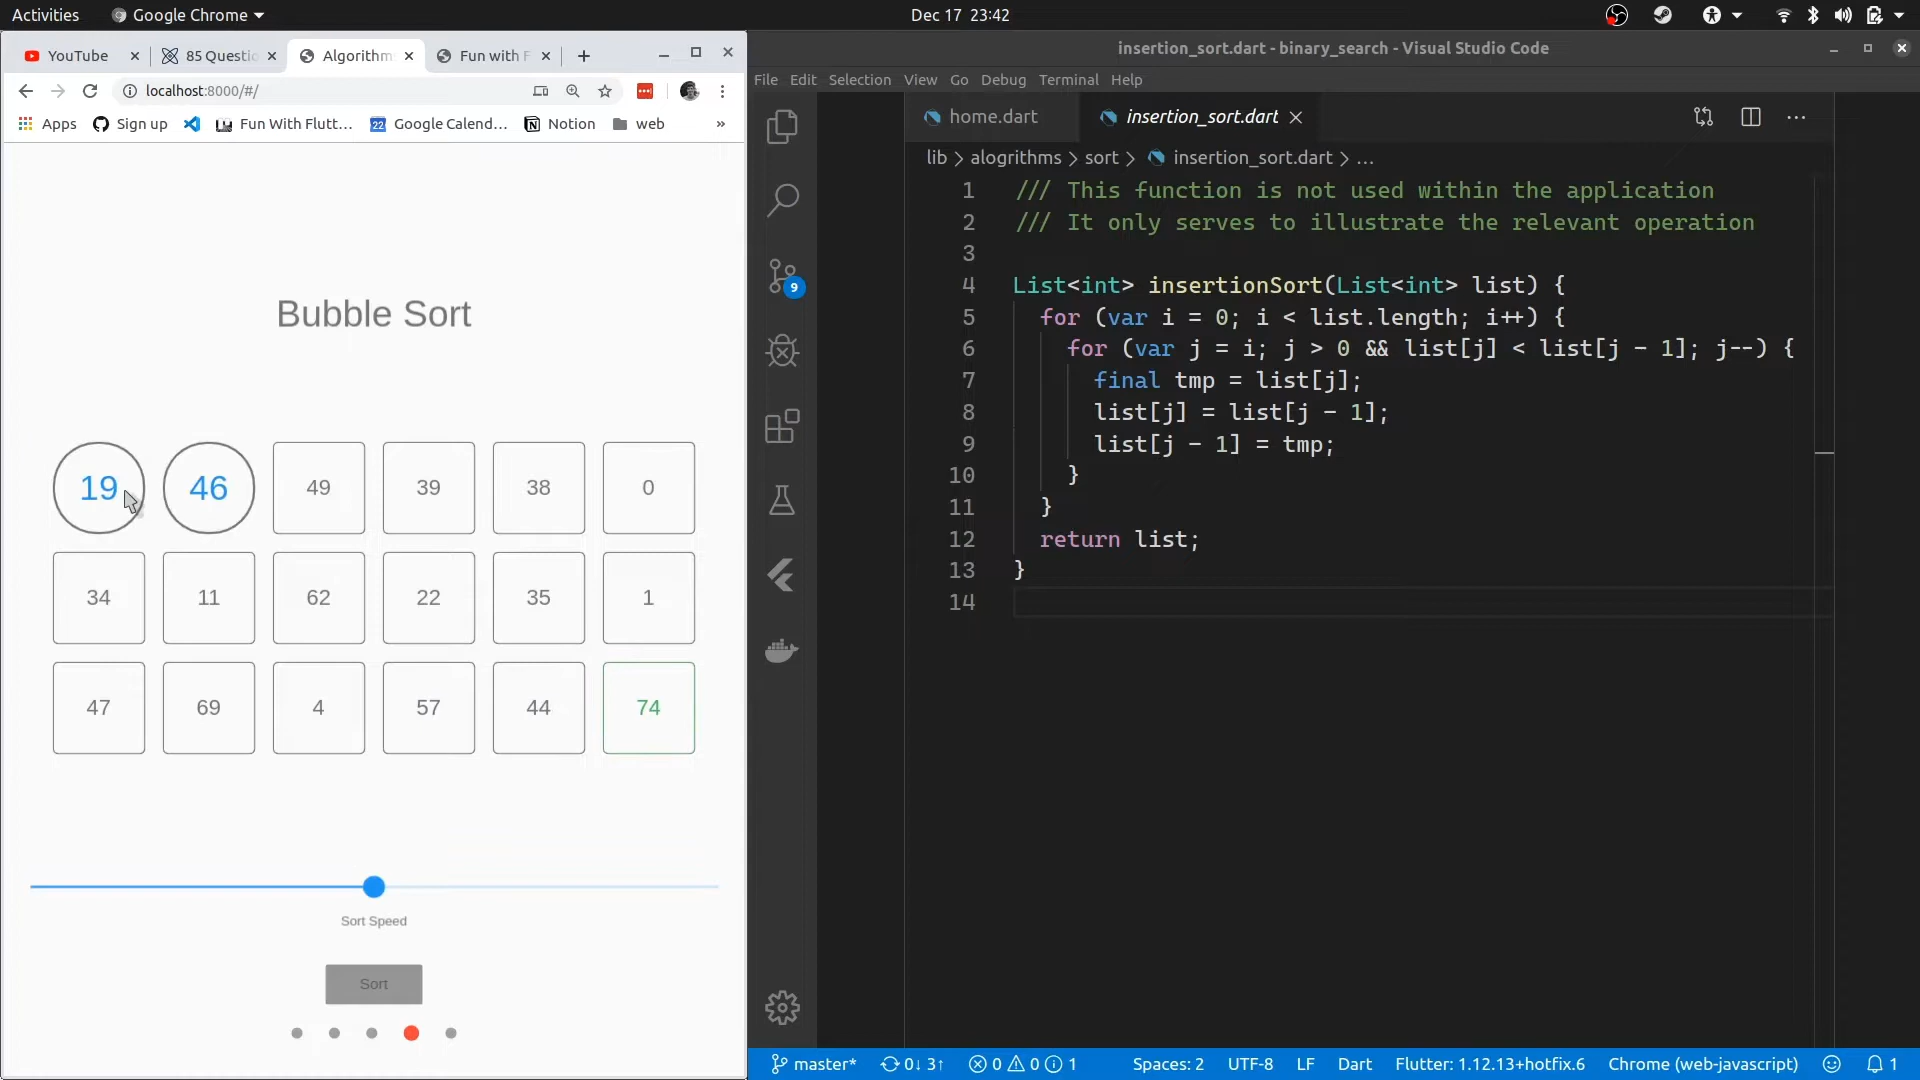 Activities Google Chrome Dec 17 23:42
YouTube 85 Questio Algorithm Fun with F
localhost:8000/#/
Apps Sign up Fun With Flutt... 22 Google Calend... Notion web »
Bubble Sort
19 46 49 39 38 0
34 11 62 22 35 1
47 69 4 57 44 74
Sort Speed
Sort
insertion_sort.dart - binary_search - Visual Studio Code
File Edit Selection View Go Debug Terminal Help
9
home.dart insertion_sort.dart
lib > alogrithms > sort > insertion_sort.dart > ...
1 /// This function is not used within the application
2 /// It only serves to illustrate the relevant operation
3
4 List<int> insertionSort(List<int> list) {
5 for (var i = 0; i < list.length; i++) {
6 for (var j = i; j > 0 && list[j] < list[j - 1]; j--) {
7 final tmp = list[j];
8 list[j] = list[j - 1];
9 list[j - 1] = tmp;
10 }
11 }
12 return list;
13 }
14
master* 0↓ 3↑ 0 0 1 Spaces: 2 UTF-8 LF Dart Flutter: 1.12.13+hotfix.6 Chrome (web-javascript) 1